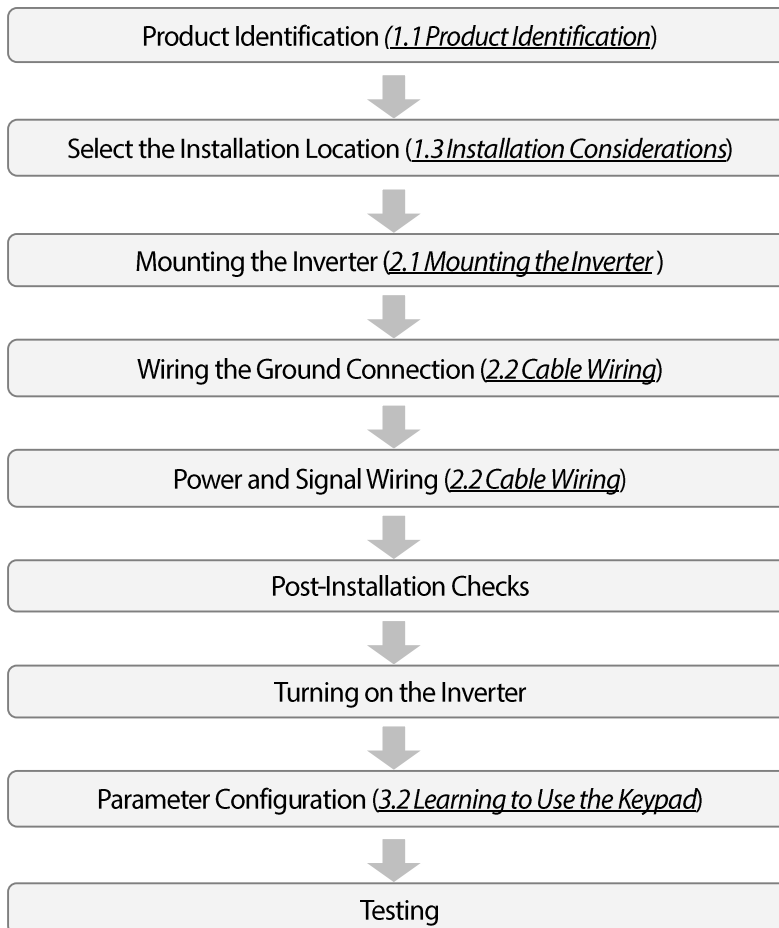 Product Identification (1.1 Product Identification)
Select the Installation Location (1.3 Installation Considerations)
Mounting the Inverter (2.1 Mounting the Inverter )
Wiring the Ground Connection (2.2 Cable Wiring)
Power and Signal Wiring (2.2 Cable Wiring)
Post-Installation Checks
Turning on the Inverter
Parameter Configuration (3.2 Learning to Use the Keypad)
Testing